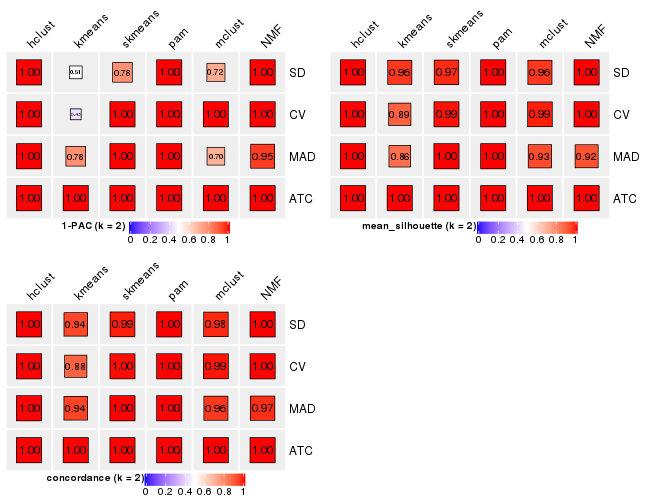 hclust kmeans skmeans pam mclust NMF
1.00 0.51 0.78 1.00 0.72 1.00 SD
1.00 0.43 1.00 1.00 1.00 1.00 CV
1.00 0.78 1.00 1.00 0.70 0.95 MAD
1.00 1.00 1.00 1.00 1.00 1.00 ATC
1-PAC (k = 2)
0 0.2 0.4 0.6 0.8 1
hclust kmeans skmeans pam mclust NMF
1.00 0.96 0.97 1.00 0.96 1.00 SD
1.00 0.89 0.99 1.00 0.99 1.00 CV
1.00 0.86 1.00 1.00 0.93 0.92 MAD
1.00 1.00 1.00 1.00 1.00 1.00 ATC
mean_silhouette (k = 2)
0 0.2 0.4 0.6 0.8 1
hclust kmeans skmeans pam mclust NMF
1.00 0.94 0.99 1.00 0.98 1.00 SD
1.00 0.88 1.00 1.00 0.99 1.00 CV
1.00 0.94 1.00 1.00 0.96 0.97 MAD
1.00 1.00 1.00 1.00 1.00 1.00 ATC
concordance (k = 2)
0 0.2 0.4 0.6 0.8 1